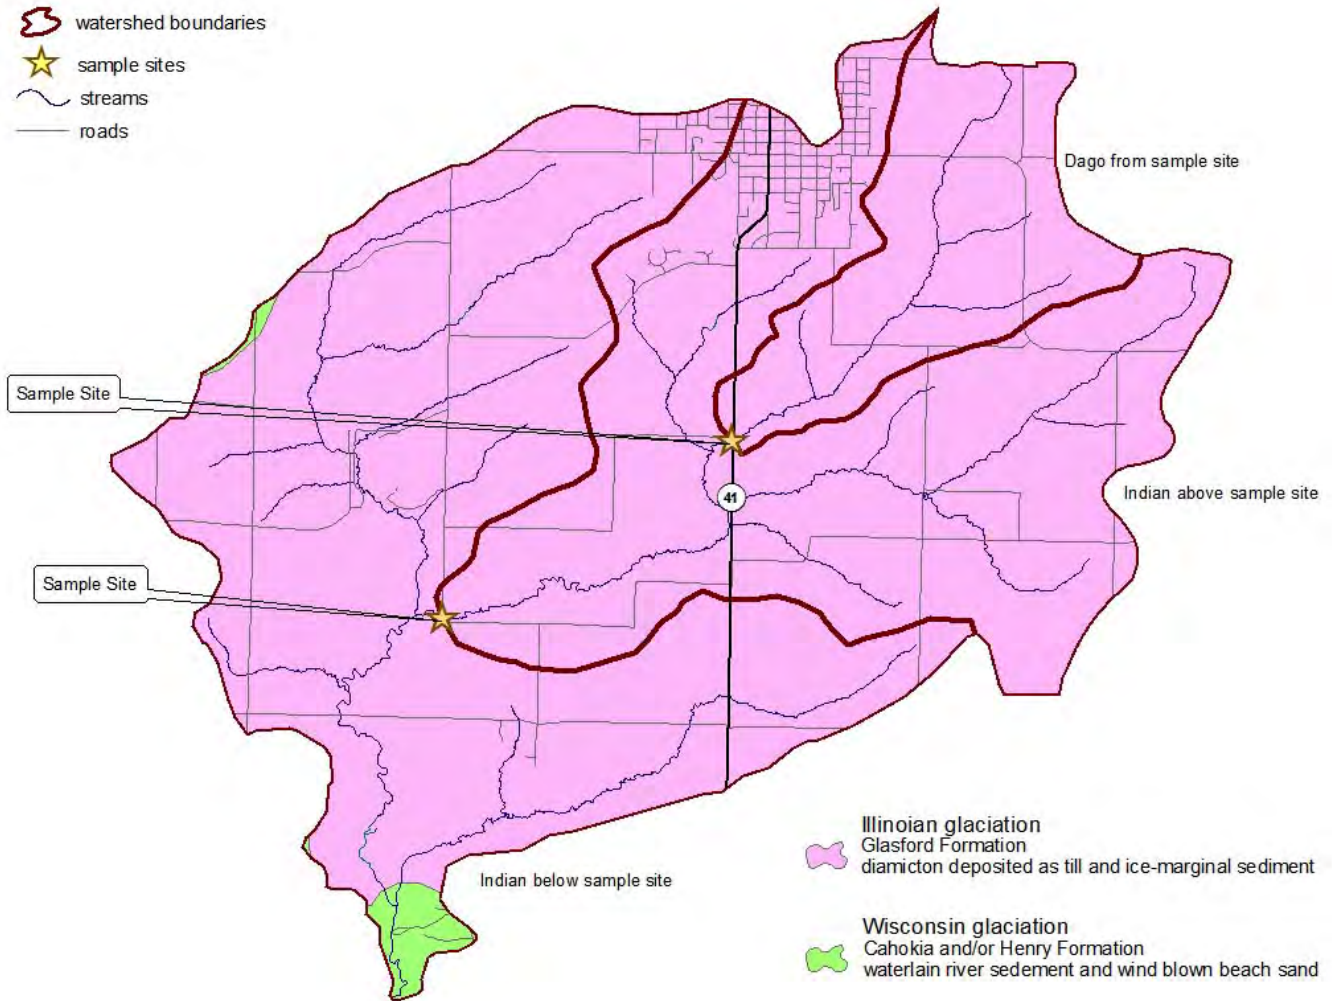 watershed boundaries
sample sites
streams
roads
Dago from sample site
Sample Site
41
Indian above sample site
Sample Site
Indian below sample site
Illinoian glaciation
Glasford Formation
diamicton deposited as till and ice-marginal sediment
Wisconsin glaciation
Cahokia and/or Henry Formation
waterlain river sedement and wind blown beach sand